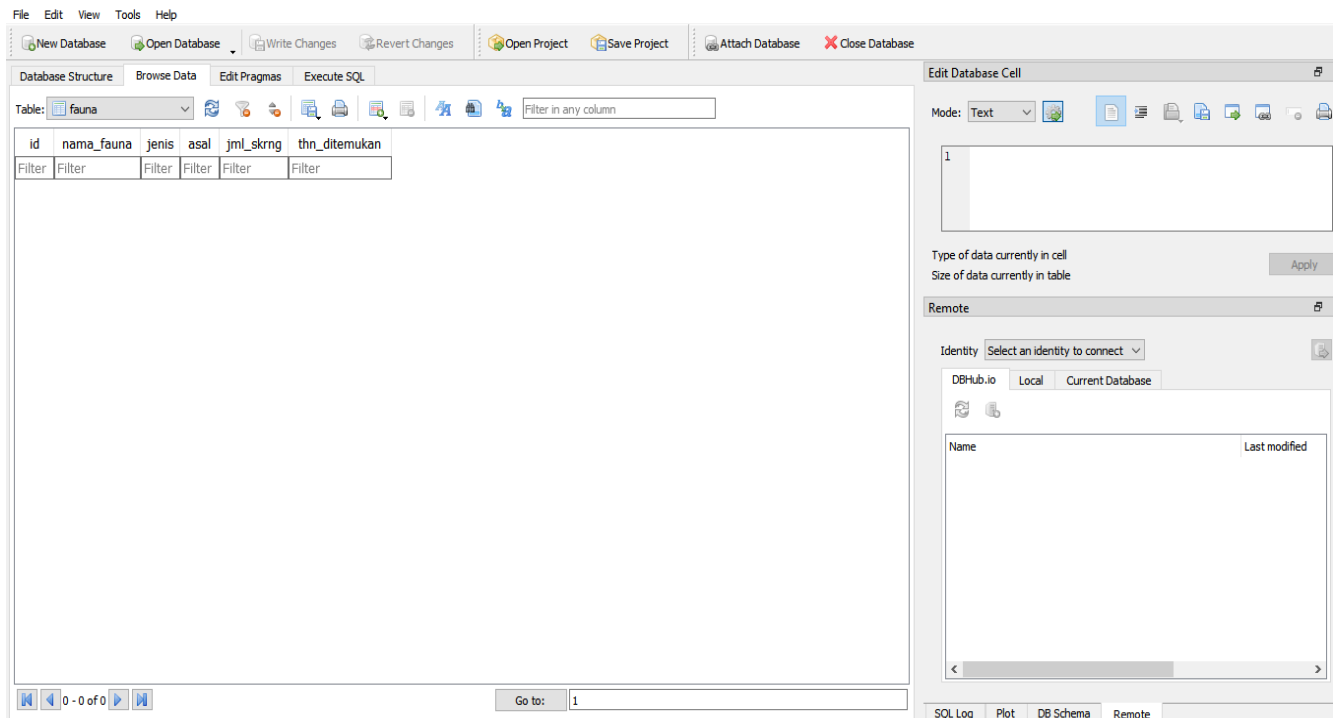 File Edit View Tools Help
New Database Open Database Write Changes Revert Changes Open Project Save Project Attach Database Close Database
Database Structure Browse Data Edit Pragmas Execute SQL
Table: fauna Filter in any column
id nama_fauna jenis asal jml_skrng thn_ditemukan
Filter Filter Filter Filter Filter Filter
0 - 0 of 0 Go to: 1
Edit Database Cell
Mode: Text
1
Type of data currently in cell
Size of data currently in table
Apply
Remote
Identity Select an identity to connect
DBHub.io Local Current Database
Name Last modified
SQL Log Plot DB Schema Remote